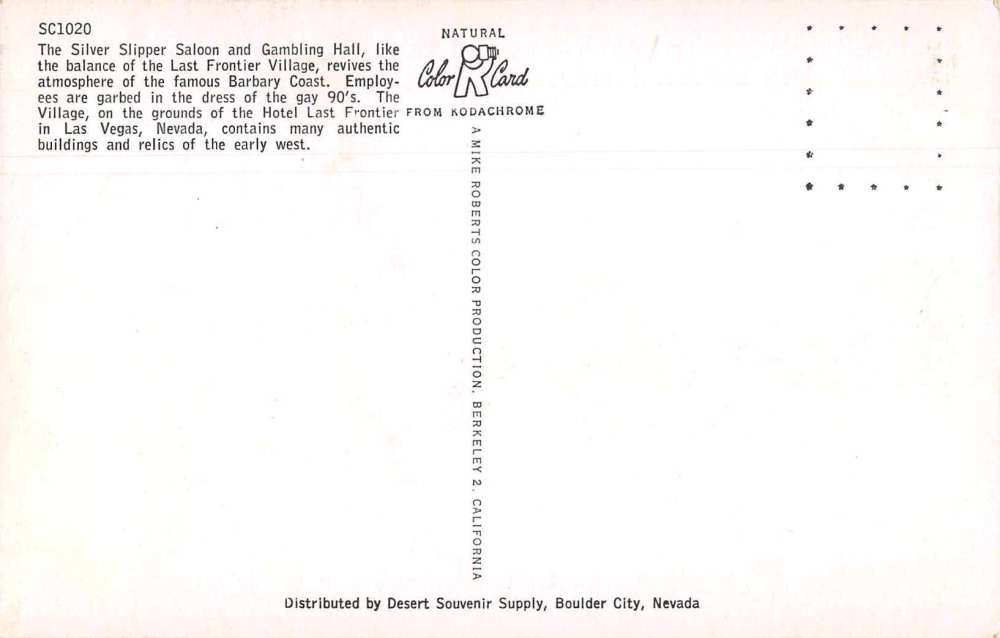 SC1020
The Silver Slipper Saloon and Gambling Hall, like
the balance of the Last Frontier Village, revives the
atmosphere of the famous Barbary Coast. Employ-
ees are garbed in the dress of the gay 90's. The
Village, on the grounds of the Hotel Last Frontier
in Las Vegas, Nevada, contains many authentic
buildings and relics of the early west.
NATURAL
Color Card
FROM KODACHROME
A MIKE ROBERTS COLOR PRODUCTION, BERKELEY 2, CALIFORNIA
Distributed by Desert Souvenir Supply, Boulder City, Nevada